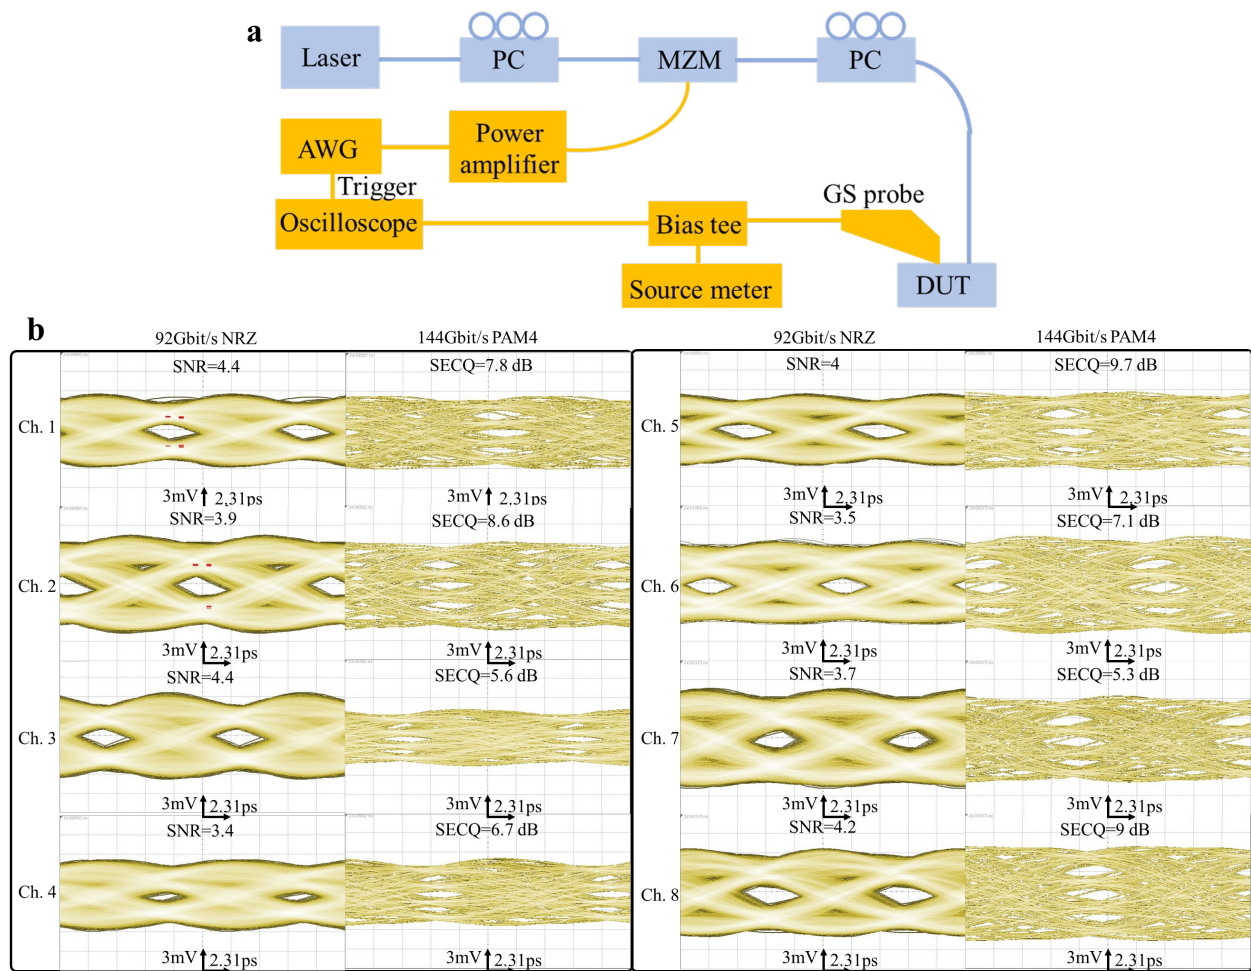 a
Laser
PC
MZM
PC
AWG
Power
amplifier
Trigger
Oscilloscope
Bias tee
GS probe
Source meter
DUT
b
92Gbit/s NRZ
144Gbit/s PAM4
Ch. 1
SNR=4.4
SECQ=7.8 dB
3mV
2.31ps
3mV
2.31ps
Ch. 2
SNR=3.9
SECQ=8.6 dB
3mV
2.31ps
3mV
2.31ps
Ch. 3
SNR=4.4
SECQ=5.6 dB
3mV
2.31ps
3mV
2.31ps
Ch. 4
SNR=3.4
SECQ=6.7 dB
3mV
2.31ps
3mV
2.31ps
92Gbit/s NRZ
144Gbit/s PAM4
Ch. 5
SNR=4
SECQ=9.7 dB
3mV
2.31ps
3mV
2.31ps
Ch. 6
SNR=3.5
SECQ=7.1 dB
3mV
2.31ps
3mV
2.31ps
Ch. 7
SNR=3.7
SECQ=5.3 dB
3mV
2.31ps
3mV
2.31ps
Ch. 8
SNR=4.2
SECQ=9 dB
3mV
2.31ps
3mV
2.31ps